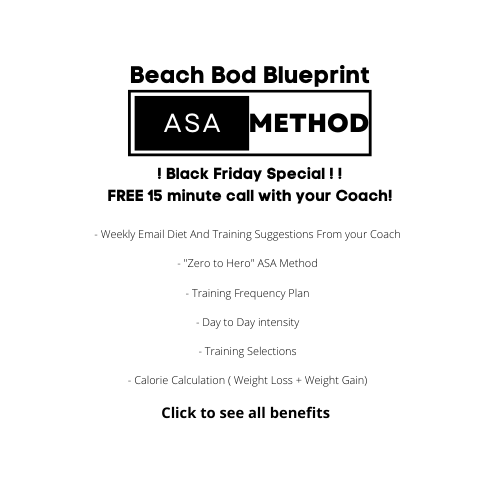 Beach Bod Blueprint
ASA METHOD
! Black Friday Special ! !
FREE 15 minute call with your Coach!
- Weekly Email Diet And Training Suggestions From your Coach
- "Zero to Hero" ASA Method
- Training Frequency Plan
- Day to Day intensity
- Training Selections
- Calorie Calculation ( Weight Loss + Weight Gain)
Click to see all benefits